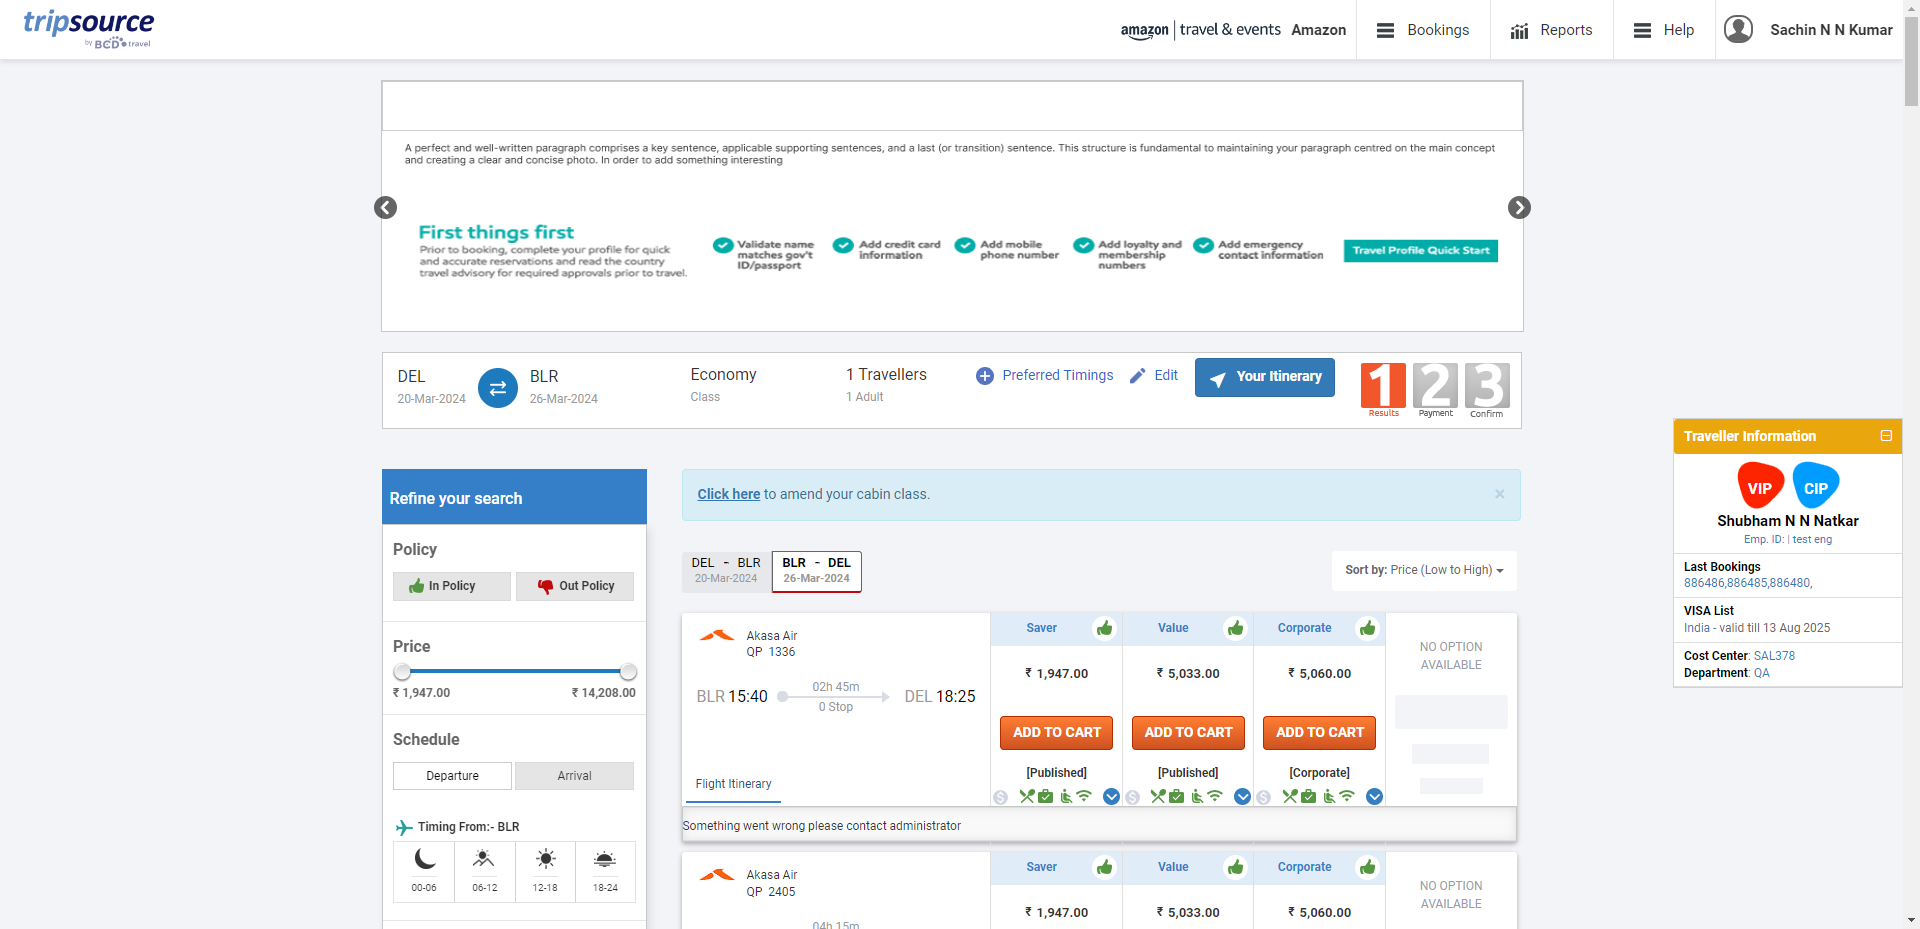 tripsource
by BCD travel
amazon | travel & events Amazon
Bookings
Reports
Help
Sachin N N Kumar
A perfect and well-written paragraph comprises a key sentence, applicable supporting sentences, and a last (or transition) sentence. This structure is fundamental to maintaining your paragraph centred on the main concept
and creating a clear and concise photo. In order to add something interesting
First things first
Prior to booking, complete your profile for quick
and accurate reservations and read the country
travel advisory for required approvals prior to travel.
Validate name
matches gov't
ID/passport
Add credit card
information
Add mobile
phone number
Add loyalty and
membership
numbers
Add emergency
contact information
Travel Profile Quick Start
DEL
20-Mar-2024
BLR
26-Mar-2024
Economy
Class
1 Travellers
1 Adult
Preferred Timings
Edit
Your Itinerary
1 2 3
Results Payment Confirm
Traveller Information
VIP CIP
Shubham N N Natkar
Emp. ID: | test eng
Last Bookings
886486,886485,886480,
VISA List
India - valid till 13 Aug 2025
Cost Center: SAL378
Department: QA
Refine your search
Policy
In Policy
Out Policy
Price
₹ 1,947.00 ₹ 14,208.00
Schedule
Departure Arrival
Timing From:- BLR
00-06 06-12 12-18 18-24
Click here to amend your cabin class. ×
DEL - BLR
20-Mar-2024
BLR - DEL
26-Mar-2024
Sort by: Price (Low to High)
Akasa Air
QP 1336
BLR 15:40
02h 45m
0 Stop
DEL 18:25
Flight Itinerary
Saver
₹ 1,947.00
ADD TO CART
[Published]
Value
₹ 5,033.00
ADD TO CART
[Published]
Corporate
₹ 5,060.00
ADD TO CART
[Corporate]
NO OPTION
AVAILABLE
Something went wrong please contact administrator
Akasa Air
QP 2405
04h 15m
Saver
₹ 1,947.00
Value
₹ 5,033.00
Corporate
₹ 5,060.00
NO OPTION
AVAILABLE